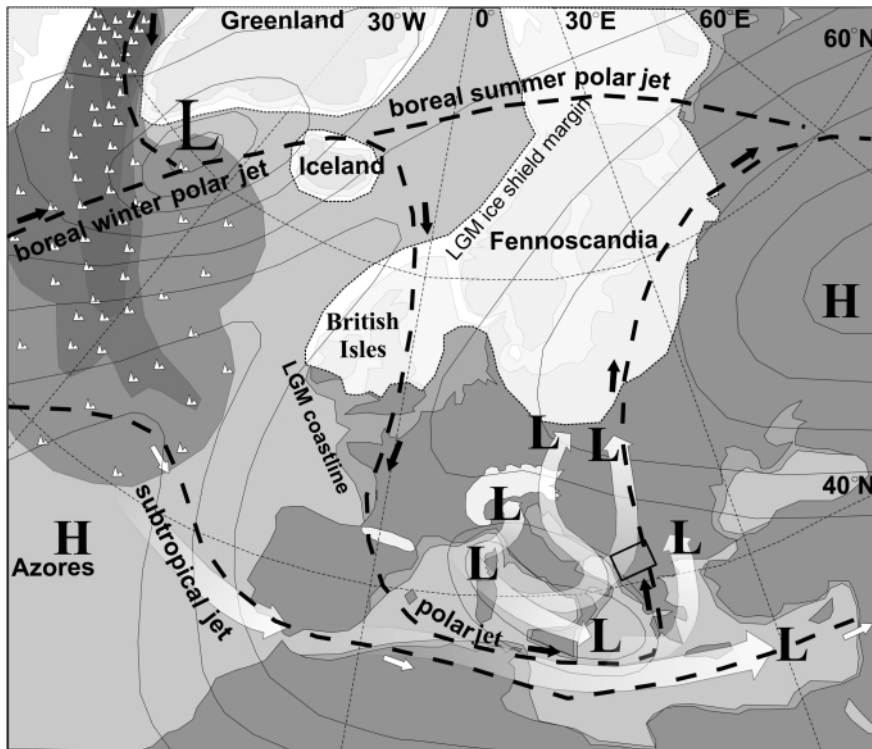 Greenland
30°W
0°
30°E
60°E
60°N
L
boreal summer polar jet
Iceland
boreal winter polar jet
LGM ice shield margin
Fennoscandia
H
British
Isles
LGM coastline
L
L
40°N
L
H
Azores
subtropical jet
L
L
polar jet
L
L